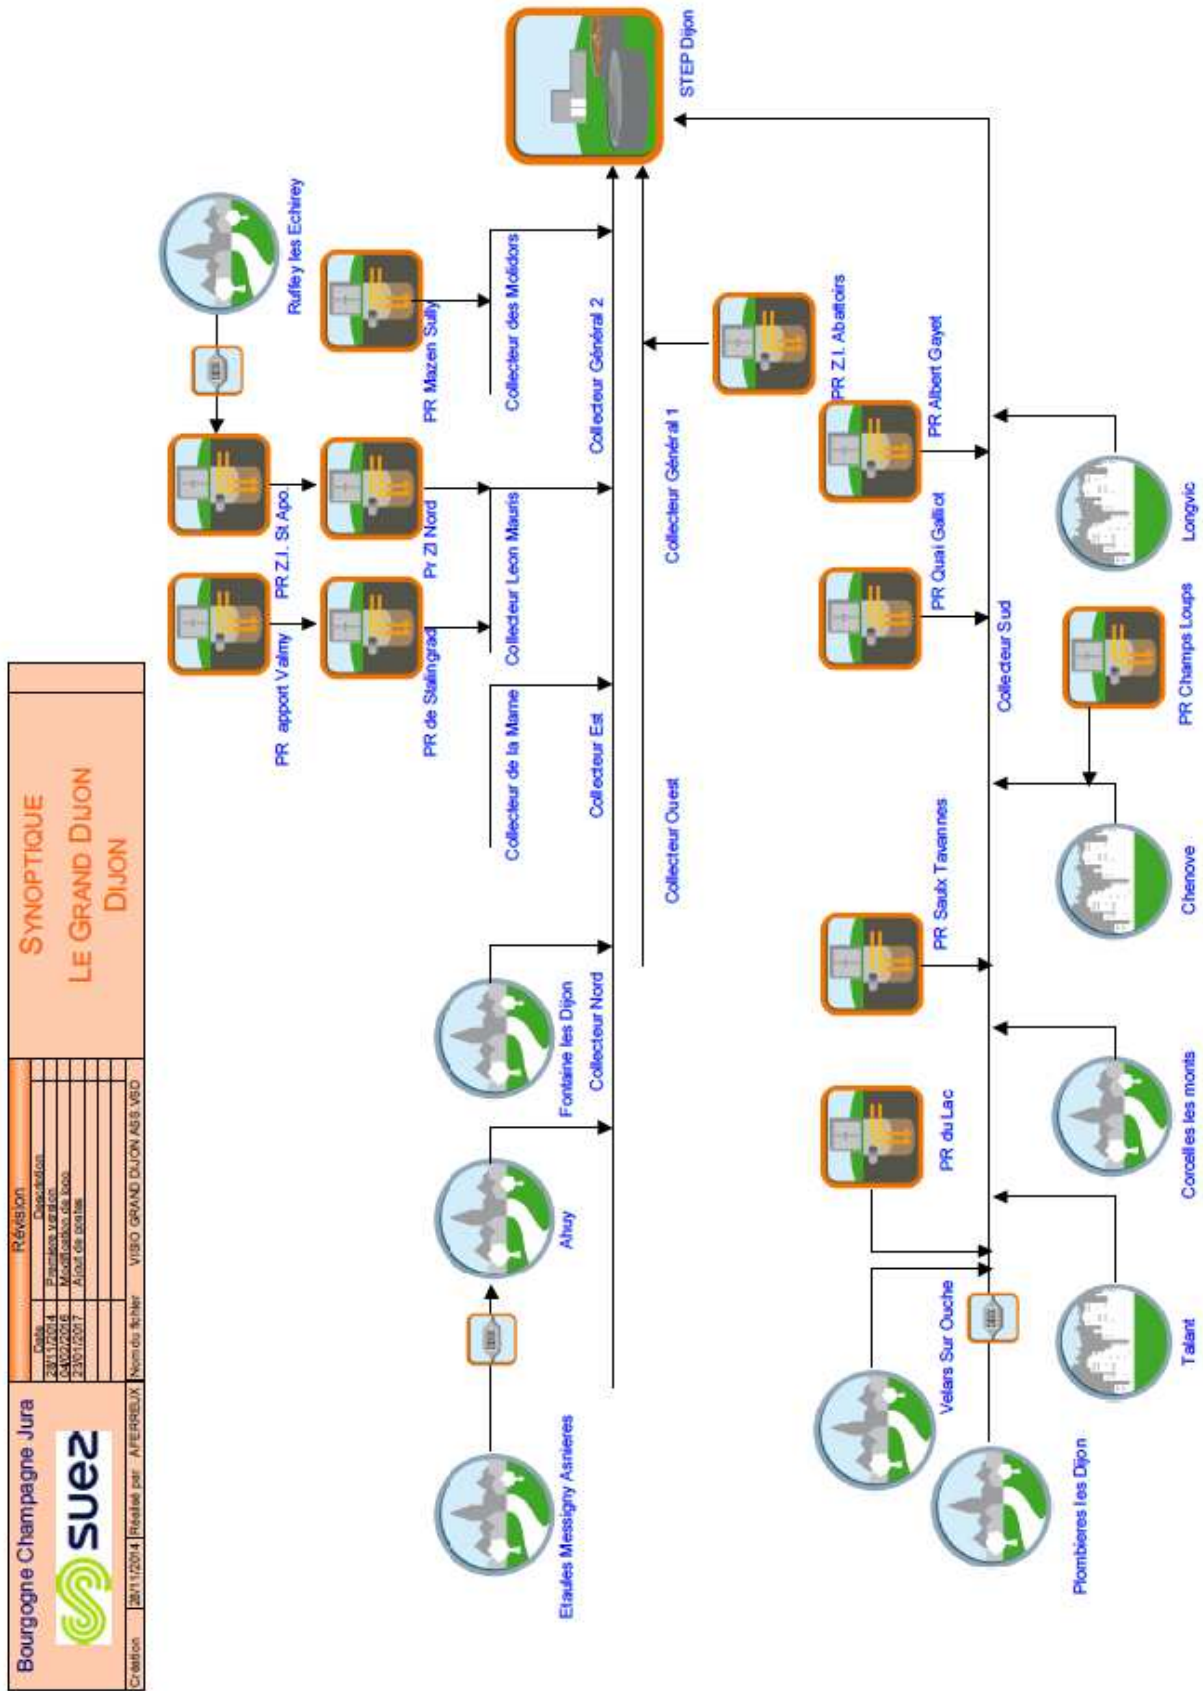 Bourgogne Champagne Jura
suez
Création
28/11/2014
Réalisé par
AFERREUX
Révision
Date
Description
28/11/2014
Première version
04/02/2016
Modification de logo
23/01/2017
Ajout de postes
Nom du fichier
VISIO GRAND DIJON ASS.VSD
SYNOPTIQUE
LE GRAND DIJON
DIJON
PR apport Valmy
PR Z.I. St Apo.
Ruffey les Echirey
PR de Stalingrad
Pr ZI Nord
PR Mazen Sully
Collecteur de la Marne
Collecteur Leon Mauris
Collecteur des Molidors
Etaules Messigny Asnieres
Ahuy
Fontaine les Dijon
Collecteur Nord
Collecteur Est
Collecteur Général 2
STEP Dijon
Collecteur Ouest
Collecteur Général 1
PR Z.I. Abattoirs
Velars Sur Ouche
PR du Lac
PR Saulx Tavannes
PR Quai Galliot
PR Albert Gayet
Collecteur Sud
Plombieres les Dijon
Talant
Corcelles les monts
Chenove
PR Champs Loups
Longvic